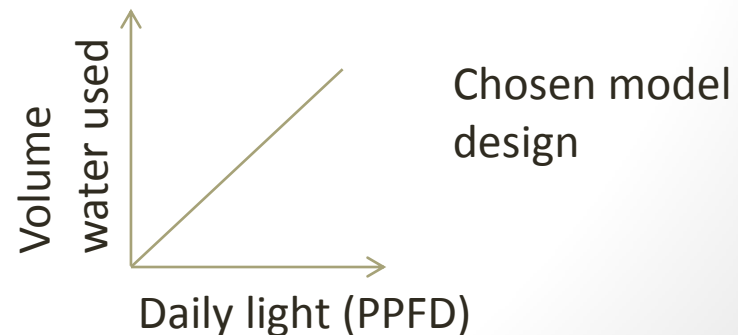 Volume
water used
Chosen model
design
Daily light (PPFD)